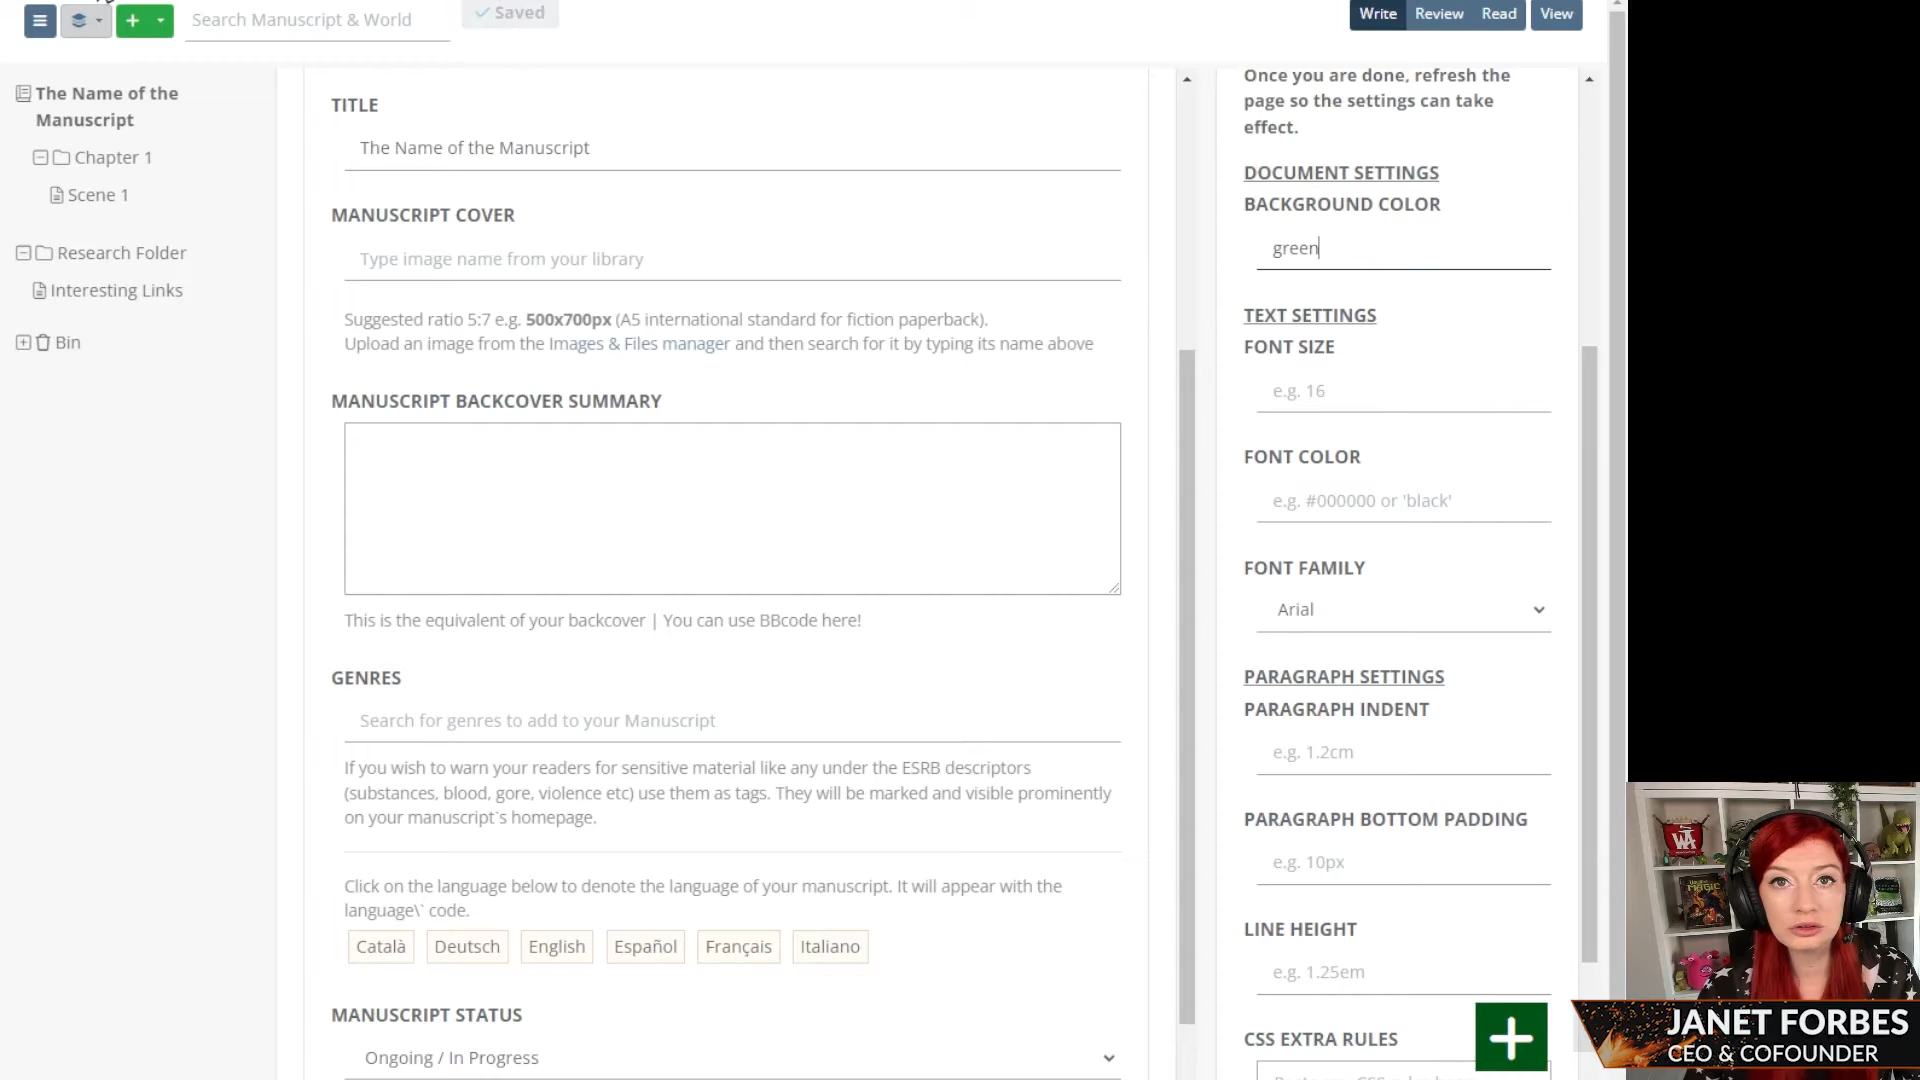 Search Manuscript & World
Saved
Write
Review
Read
View
The Name of the
Manuscript
Chapter 1
Scene 1
Research Folder
Interesting Links
Bin
TITLE
The Name of the Manuscript
MANUSCRIPT COVER
Type image name from your library
Suggested ratio 5:7 e.g. 500x700px (A5 international standard for fiction paperback).
Upload an image from the Images & Files manager and then search for it by typing its name above
MANUSCRIPT BACKCOVER SUMMARY
This is the equivalent of your backcover | You can use BBcode here!
GENRES
Search for genres to add to your Manuscript
If you wish to warn your readers for sensitive material like any under the ESRB descriptors
(substances, blood, gore, violence etc) use them as tags. They will be marked and visible prominently
on your manuscript`s homepage.
Click on the language below to denote the language of your manuscript. It will appear with the
language\` code.
Català
Deutsch
English
Español
Français
Italiano
MANUSCRIPT STATUS
Ongoing / In Progress
Once you are done, refresh the
page so the settings can take
effect.
DOCUMENT SETTINGS
BACKGROUND COLOR
green
TEXT SETTINGS
FONT SIZE
e.g. 16
FONT COLOR
e.g. #000000 or 'black'
FONT FAMILY
Arial
PARAGRAPH SETTINGS
PARAGRAPH INDENT
e.g. 1.2cm
PARAGRAPH BOTTOM PADDING
e.g. 10px
LINE HEIGHT
e.g. 1.25em
CSS EXTRA RULES
WA
MAGIC
JANET FORBES
CEO & COFOUNDER